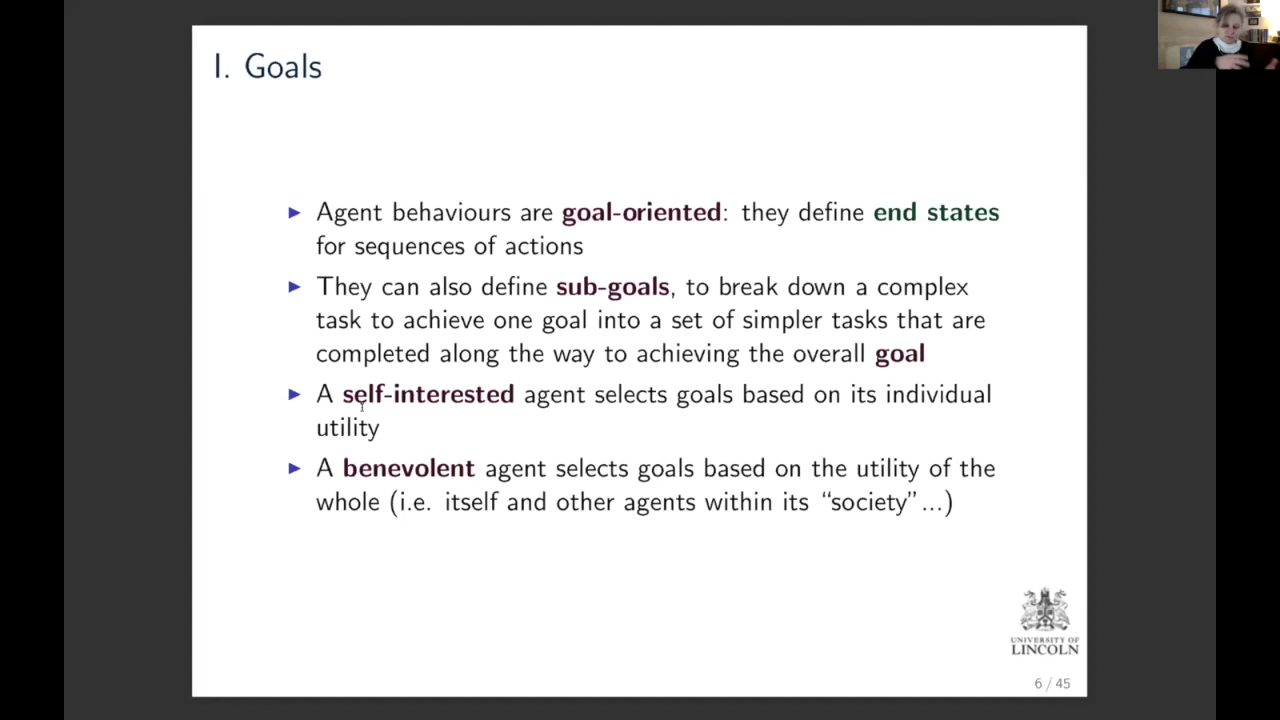 I. Goals
▶ Agent behaviours are goal-oriented: they define end states
for sequences of actions
▶ They can also define sub-goals, to break down a complex
task to achieve one goal into a set of simpler tasks that are
completed along the way to achieving the overall goal
▶ A self-interested agent selects goals based on its individual
utility
▶ A benevolent agent selects goals based on the utility of the
whole (i.e. itself and other agents within its “society”...)
UNIVERSITY OF
LINCOLN
6 / 45